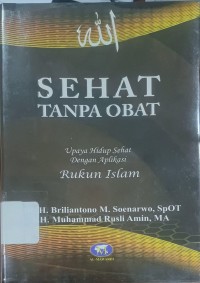 الله
SEHAT
TANPA OBAT
Upaya Hidup Sehat
Dengan Aplikasi
Rukun Islam
H. Briliantono M. Soenarwo, SpOT
H. Muhammad Rusli Amin, MA